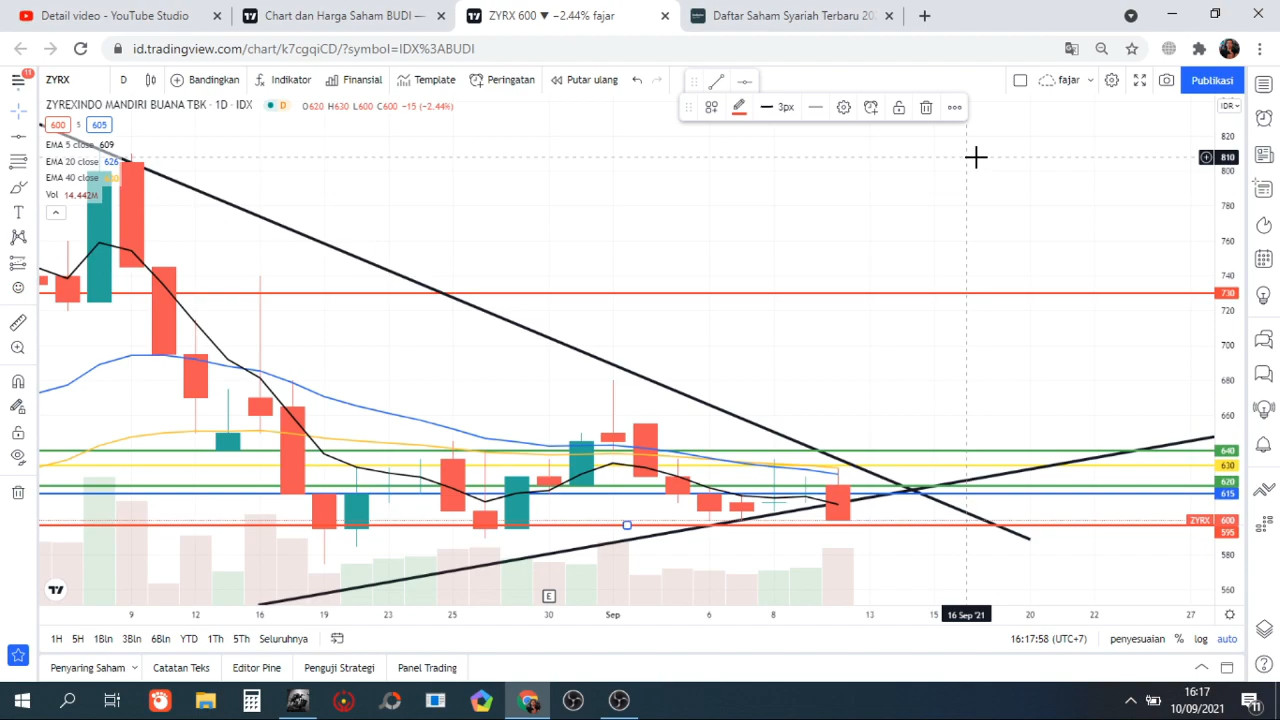 Detail video - YouTube Studio
Chart dan Harga Saham BUDI —
ZYRX 600 ▼ −2.44% fajar
Daftar Saham Syariah Terbaru 202
id.tradingview.com/chart/k7cgqiCD/?symbol=IDX%3ABUDI
11
ZYRX
D
Bandingkan
Indikator
Finansial
Template
Peringatan
Putar ulang
fajar
Publikasi
ZYREXINDO MANDIRI BUANA TBK · 1D · IDX
D
O620 H630 L600 C600 −15 (−2.44%)
3px
IDR
600
5
605
EMA 5 close 609
EMA 20 close 626
EMA 40 close
Vol 14.442M
820
810
800
780
760
740
730
720
700
680
660
640
630
620
615
ZYRX 600
595
580
560
E
9
12
16
19
23
25
30
Sep
6
8
13
15
16 Sep '21
20
22
27
1H
5H
1Bln
3Bln
6Bln
YTD
1Th
5Th
Seluruhnya
16:17:58 (UTC+7)
penyesuaian
%
log
auto
Penyaring Saham
Catatan Teks
Editor Pine
Penguji Strategi
Panel Trading
16:17
10/09/2021
11